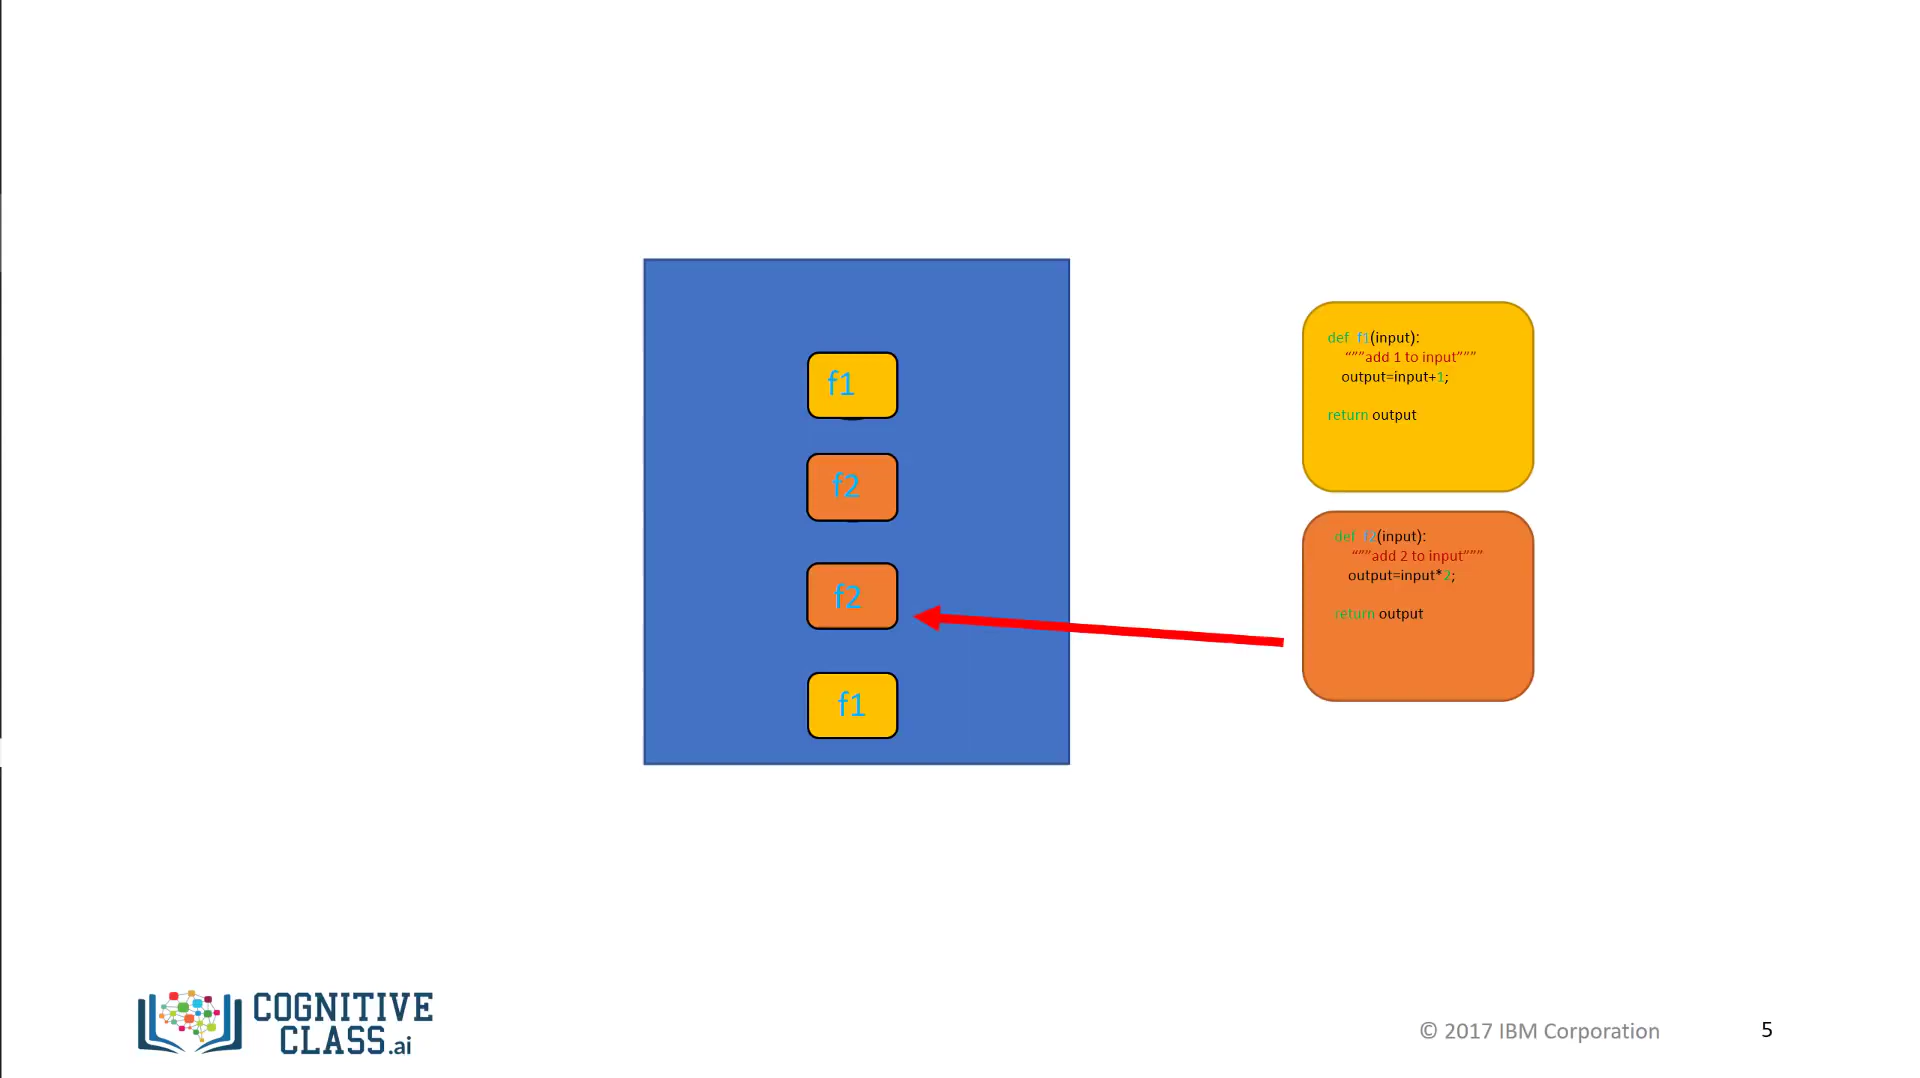 f1
f2
f2
f1
def f1(input):
“””add 1 to input”””
output=input+1;
return output
def f2(input):
“””add 2 to input”””
output=input*2;
return output
COGNITIVE
CLASS.ai
© 2017 IBM Corporation
5